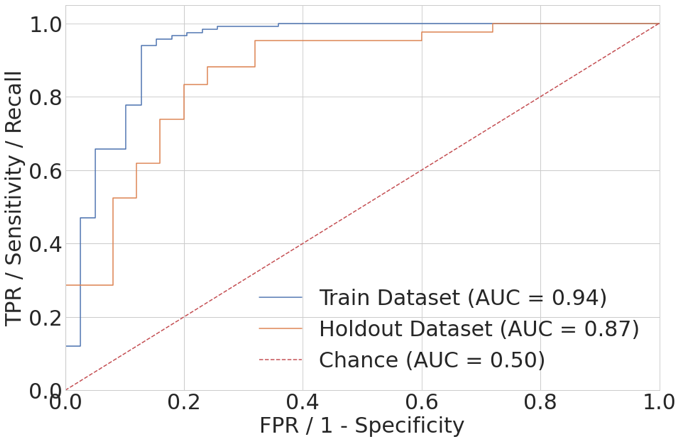 TPR / Sensitivity / Recall
1.0
0.8
0.6
0.4
0.2
0.0
Train Dataset (AUC = 0.94)
Holdout Dataset (AUC = 0.87)
Chance (AUC = 0.50)
0.0 0.2 0.4 0.6 0.8 1.0
FPR / 1 - Specificity